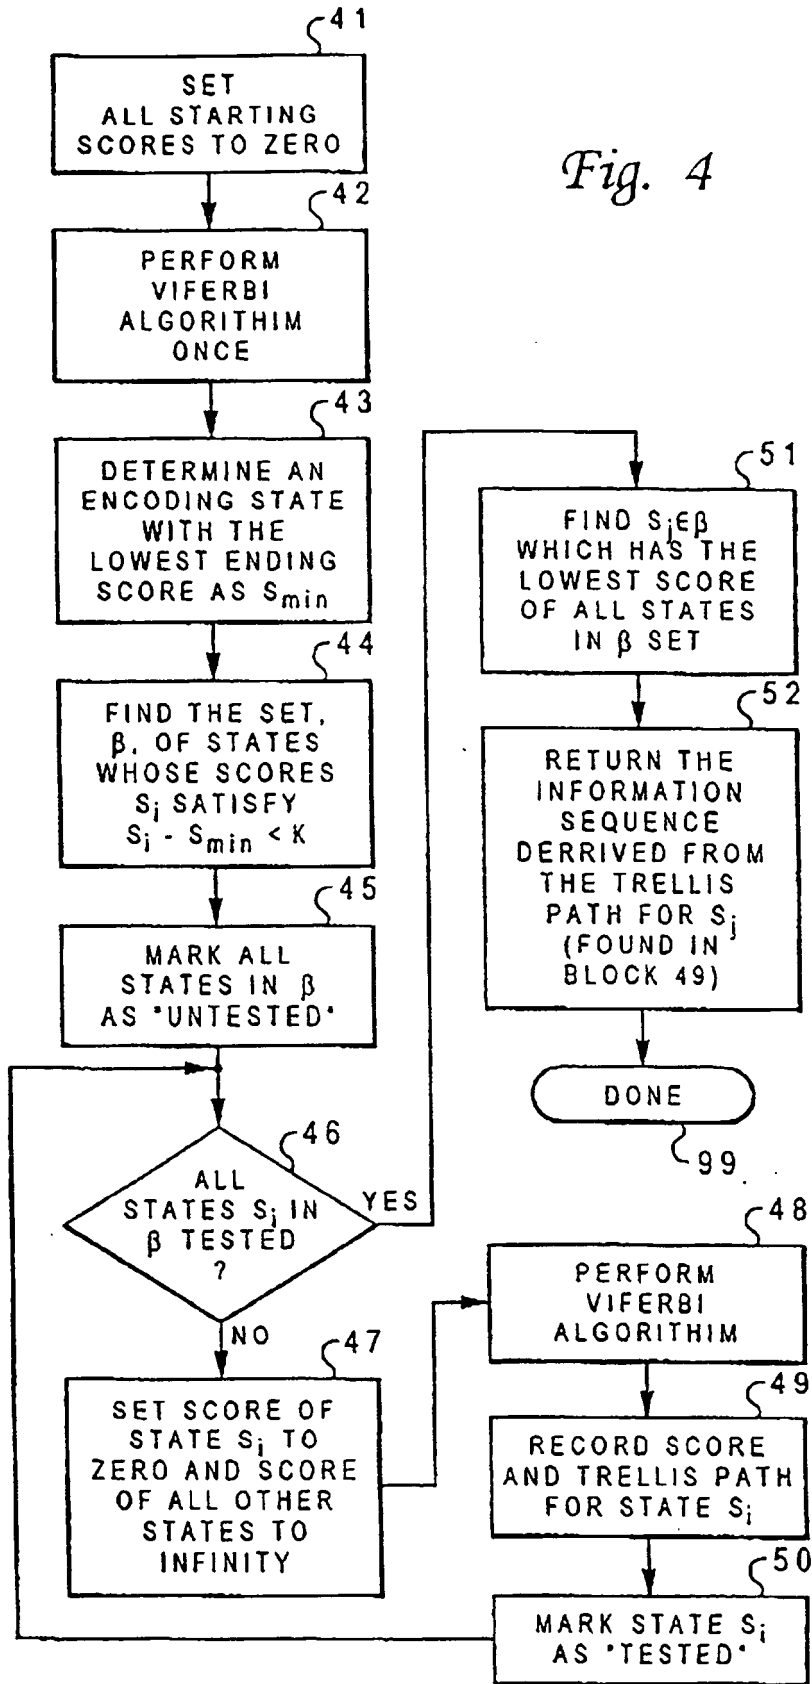 41
SET
ALL STARTING
SCORES TO ZERO
Fig. 4
42
PERFORM
VIFERBI
ALGORITHIM
ONCE
43
DETERMINE AN
ENCODING STATE
WITH THE
LOWEST ENDING
SCORE AS Smin
44
FIND THE SET,
β, OF STATES
WHOSE SCORES
Si SATISFY
Si - Smin < K
45
MARK ALL
STATES IN β
AS "UNTESTED"
46
ALL
STATES Si IN
β TESTED
?
YES
NO
47
SET SCORE OF
STATE Si TO
ZERO AND SCORE
OF ALL OTHER
STATES TO
INFINITY
48
PERFORM
VIFERBI
ALGORITHIM
49
RECORD SCORE
AND TRELLIS PATH
FOR STATE Si
50
MARK STATE Si
AS "TESTED"
51
FIND Sj∈β
WHICH HAS THE
LOWEST SCORE
OF ALL STATES
IN β SET
52
RETURN THE
INFORMATION
SEQUENCE
DERRIVED FROM
THE TRELLIS
PATH FOR Sj
(FOUND IN
BLOCK 49)
DONE
99